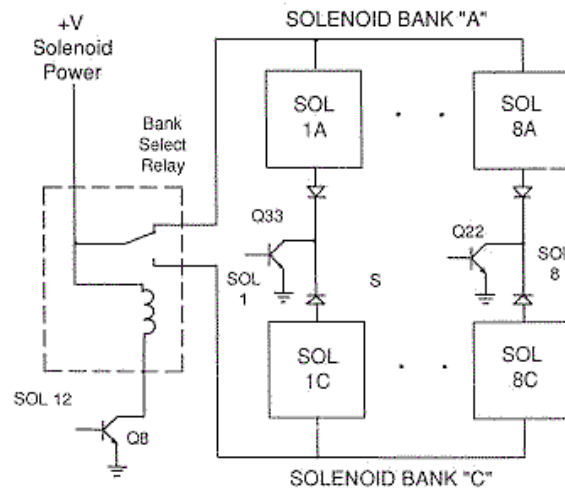 SOLENOID BANK "A"
+V
Solenoid
Power
Bank
Select
Relay
SOL
1A
SOL
8A
Q33
Q22
SOL
1
S
SOL
8
SOL
1C
SOL
8C
SOL 12
Q8
SOLENOID BANK "C"